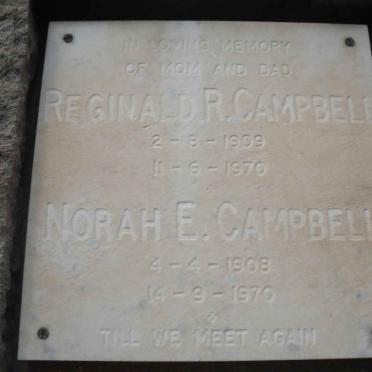 IN LOVING MEMORY
OF MOM AND DAD
REGINALD R. CAMPBELL
2 - 8 - 1909
11 - 6 - 1970
NORAH E. CAMPBELL
4 - 4 - 1908
14 - 9 - 1970
TILL WE MEET AGAIN